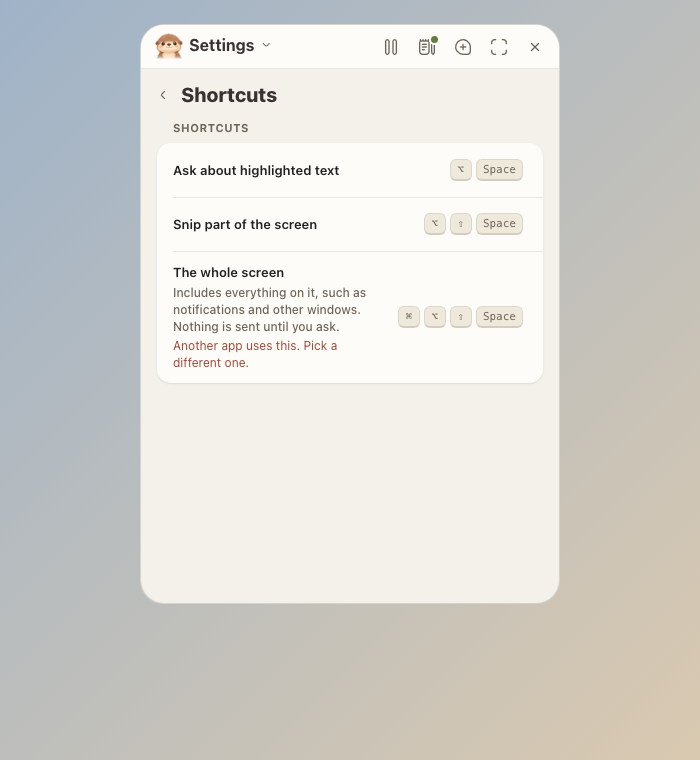 Settings
Shortcuts
SHORTCUTS
Ask about highlighted text ⌥ Space
Snip part of the screen ⌥ ⇧ Space
The whole screen
Includes everything on it, such as
notifications and other windows.
Nothing is sent until you ask.
⌘ ⌥ ⇧ Space
Another app uses this. Pick a
different one.